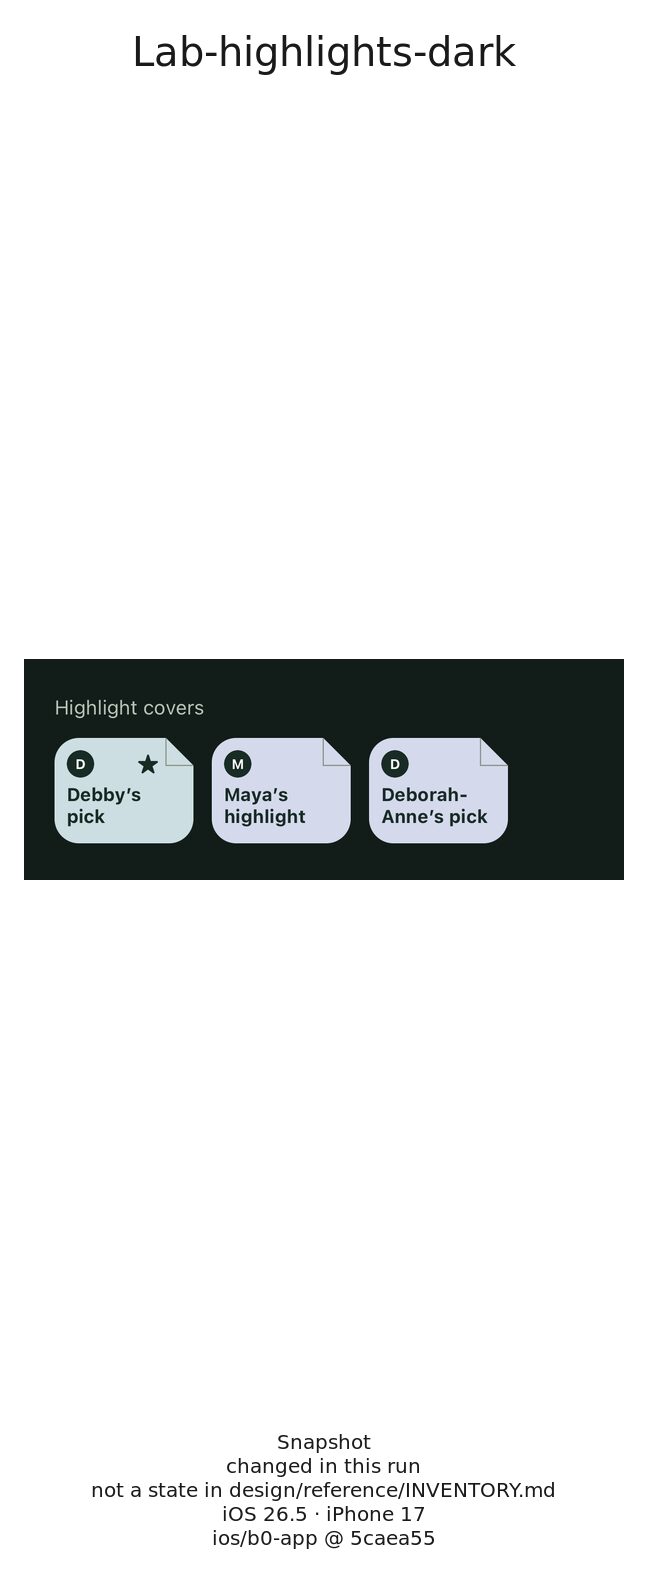 Lab-highlights-dark
Highlight covers
D
Debby’s
pick
M
Maya’s
highlight
D
Deborah-
Anne’s pick
Snapshot
changed in this run
not a state in design/reference/INVENTORY.md
iOS 26.5 · iPhone 17
ios/b0-app @ 5caea55